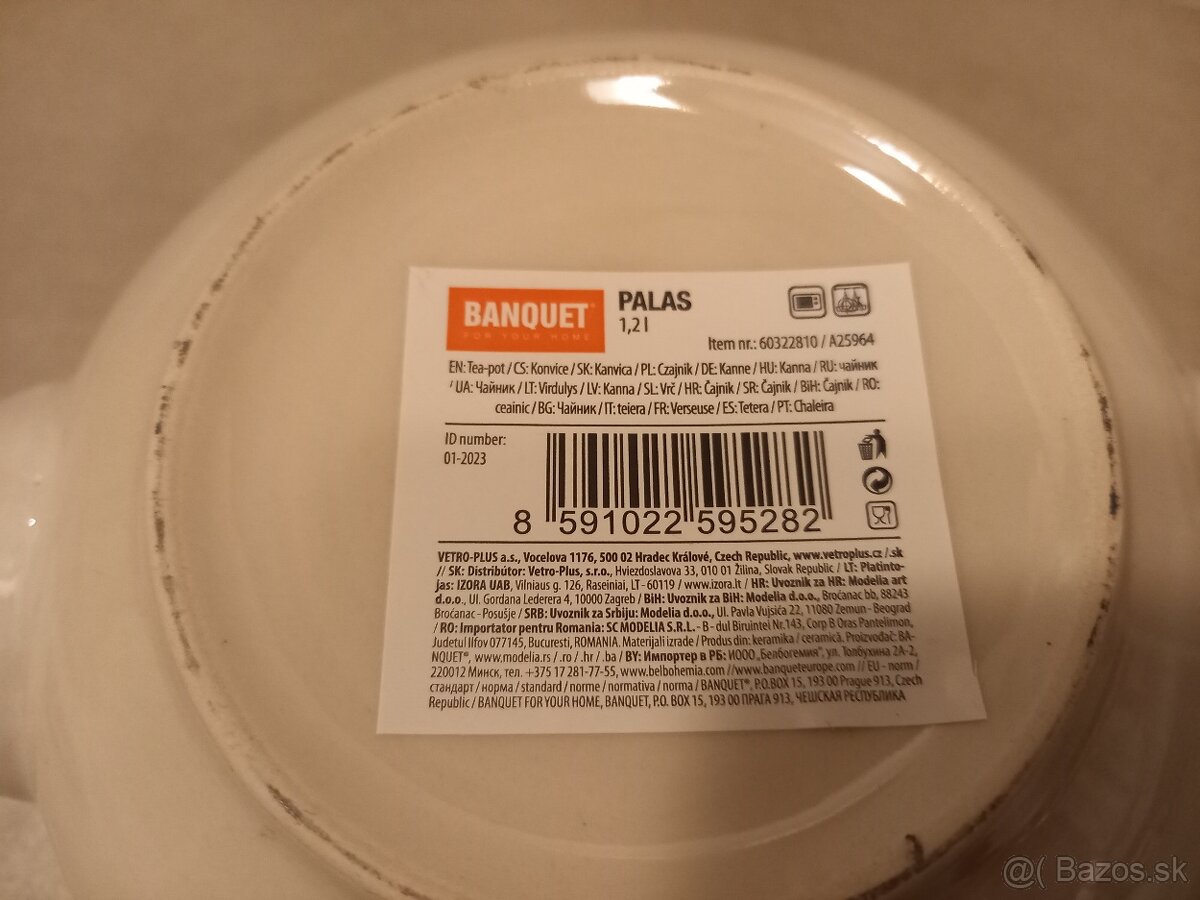 BANQUET®
FOR YOUR HOME
PALAS
1,2 l
Item nr.: 60322810 / A25964
EN: Tea-pot / CS: Konvice / SK: Kanvica / PL: Czajnik / DE: Kanne / HU: Kanna / RU: чайник
/ UA: Чайник / LT: Virdulys / LV: Kanna / SL: Vrč / HR: Čajnik / SR: Čajnik / BiH: Čajnik / RO:
ceainic / BG: Чайник / IT: teiera / FR: Verseuse / ES: Tetera / PT: Chaleira
ID number:
01-2023
8 591022 595282
VETRO-PLUS a.s., Vocelova 1176, 500 02 Hradec Králové, Czech Republic, www.vetroplus.cz /.sk
// SK: Distribútor: Vetro-Plus, s.r.o., Hviezdoslavova 33, 010 01 Žilina, Slovak Republic / LT: Platinto-
jas: IZORA UAB, Vilniaus g. 126, Raseiniai, LT - 60119 / www.izora.lt / HR: Uvoznik za HR: Modelia art
d.o.o., Ul. Gordana Lederera 4, 10000 Zagreb / BiH: Uvoznik za BiH: Modelia d.o.o., Broćanac bb, 88243
Broćanac - Posušje / SRB: Uvoznik za Srbiju: Modelia d.o.o., Ul. Pavla Vujsića 22, 11080 Zemun - Beograd
/ RO: Importator pentru Romania: SC MODELIA S.R.L. - B - dul Biruintei Nr.143, Corp B Oras Pantelimon,
Judetul Ilfov 077145, Bucuresti, ROMANIA. Materijali izrade / Produs din: keramika / ceramică. Proizvođač: BA-
NQUET®, www.modelia.rs / .ro / .hr / .ba / BY: Импортер в РБ: ИООО „Белбогемия", ул. Толбухина 2А-2,
220012 Минск, тел. +375 17 281-77-55, www.belbohemia.com //www.banqueteurope.com // EU - norm /
стандарт / норма / standard / norme / normativa / norma / BANQUET®, P.O.BOX 15, 193 00 Prague 913, Czech
Republic / BANQUET FOR YOUR HOME, BANQUET, P.O. BOX 15, 193 00 ПРАГА 913, ЧЕШСКАЯ РЕСПУБЛИКА
@( Bazos.sk